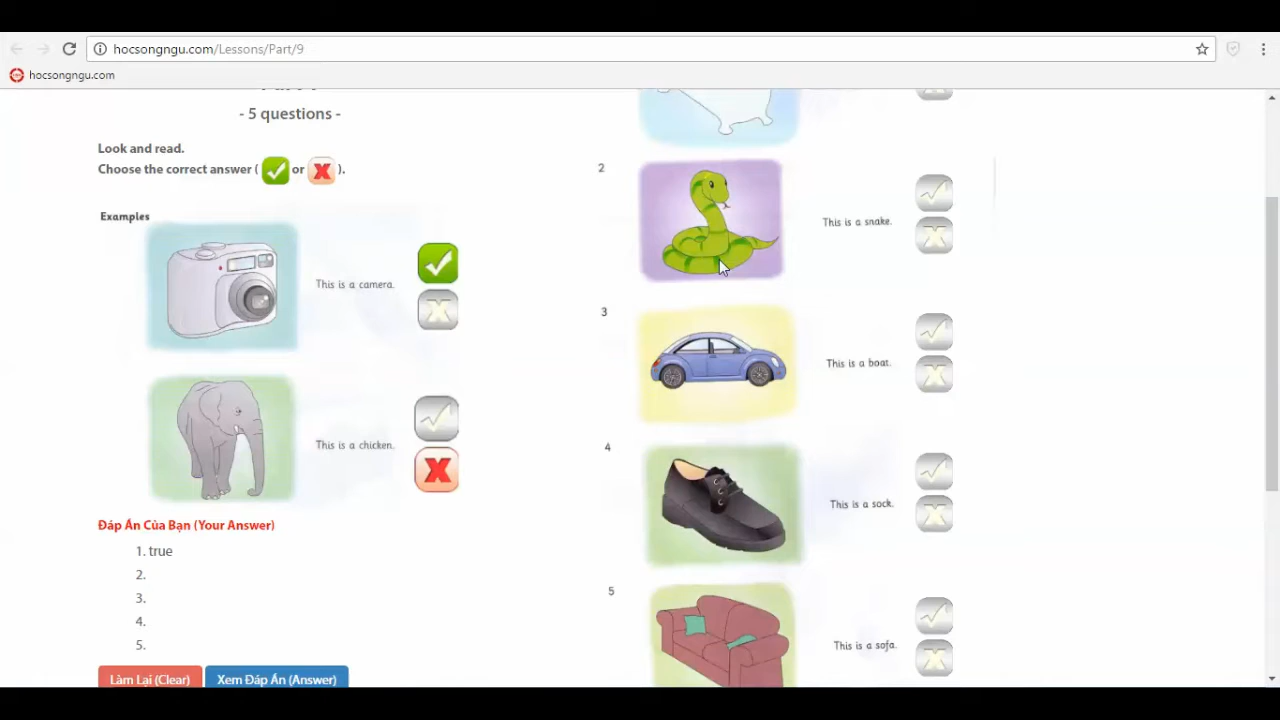 hocsongngu.com/Lessons/Part/9
hocsongngu.com
- 5 questions -
Look and read.
Choose the correct answer ( or ).
Examples
This is a camera.
This is a chicken.
Đáp Án Của Bạn (Your Answer)
1. true
2.
3.
4.
5.
Làm Lại (Clear)
Xem Đáp Án (Answer)
2
This is a snake.
3
This is a boat.
4
This is a sock.
5
This is a sofa.